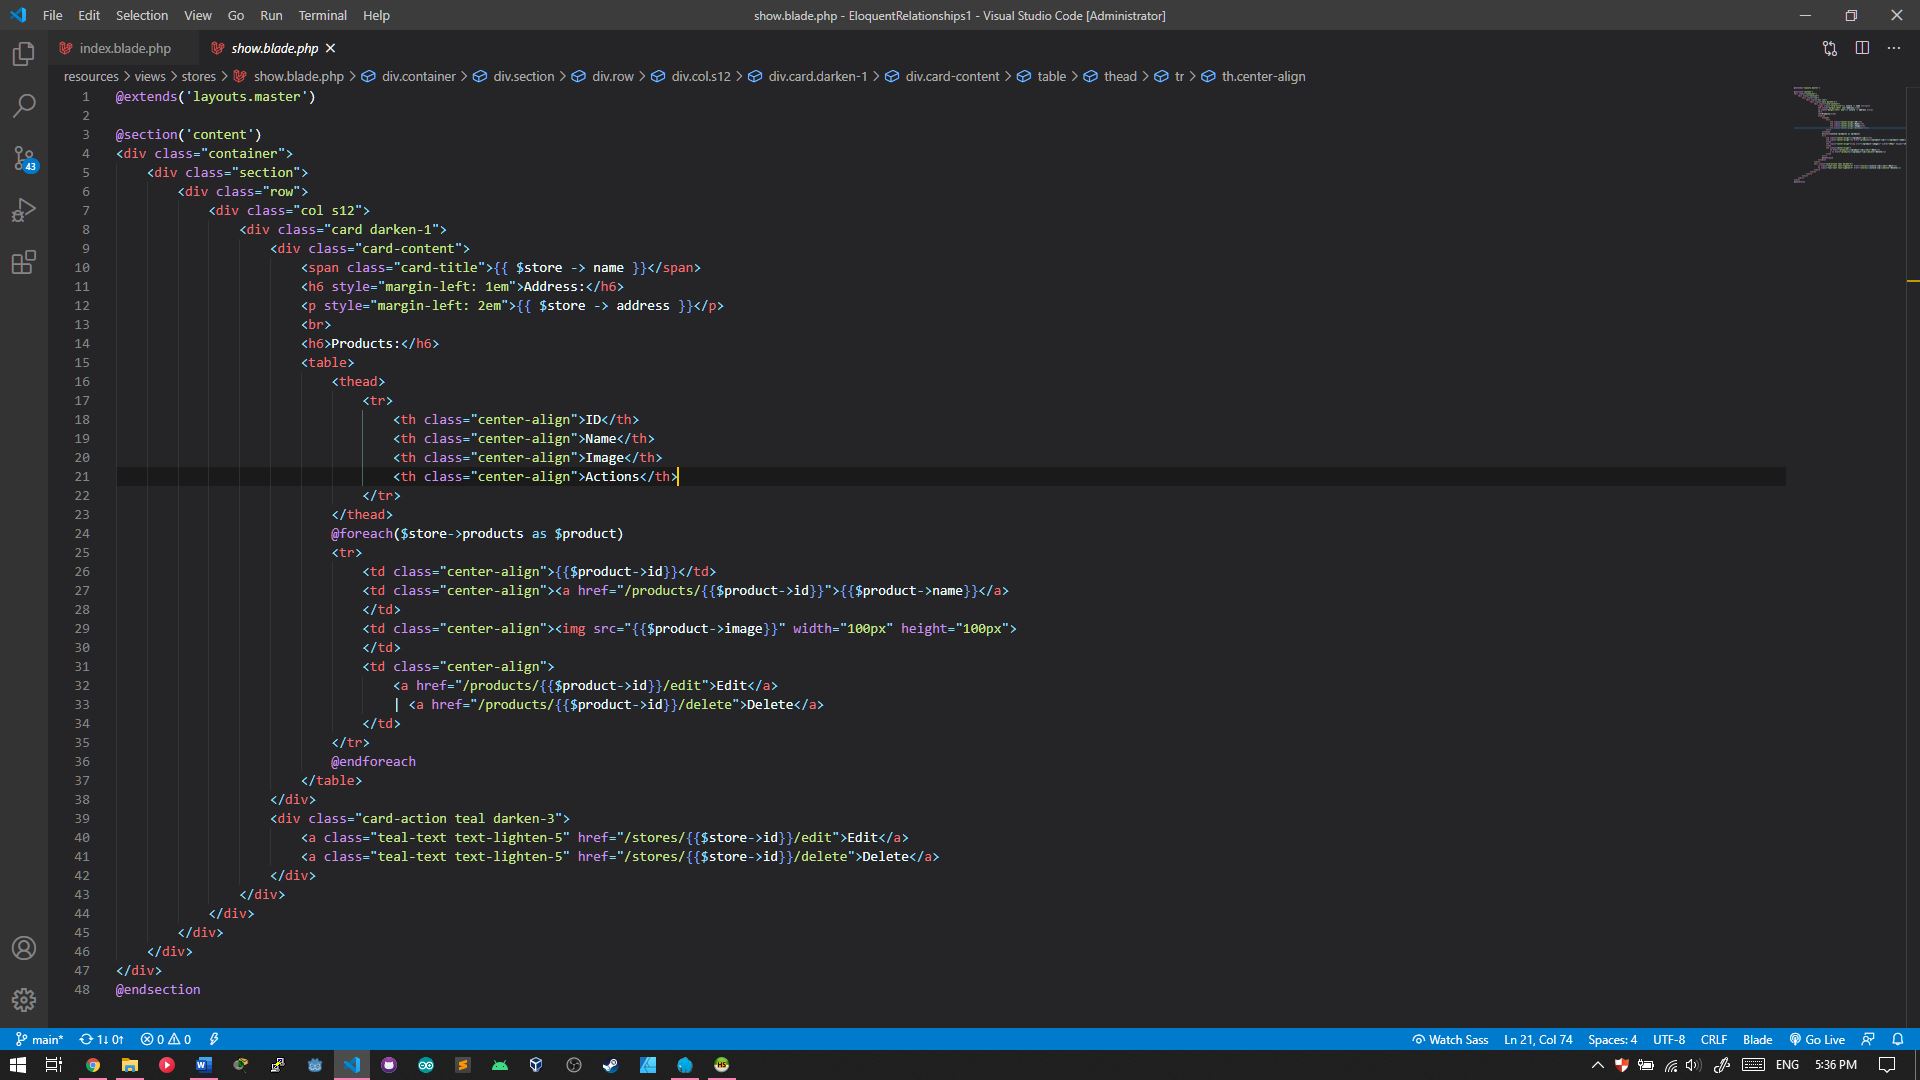 File Edit Selection View Go Run Terminal Help show.blade.php - EloquentRelationships1 - Visual Studio Code [Administrator]
index.blade.php show.blade.php
resources > views > stores > show.blade.php > div.container > div.section > div.row > div.col.s12 > div.card.darken-1 > div.card-content > table > thead > tr > th.center-align
1 @extends('layouts.master')
2
3 @section('content')
4 <div class="container">
5 <div class="section">
6 <div class="row">
7 <div class="col s12">
8 <div class="card darken-1">
9 <div class="card-content">
10 <span class="card-title">{{ $store -> name }}</span>
11 <h6 style="margin-left: 1em">Address:</h6>
12 <p style="margin-left: 2em">{{ $store -> address }}</p>
13 <br>
14 <h6>Products:</h6>
15 <table>
16 <thead>
17 <tr>
18 <th class="center-align">ID</th>
19 <th class="center-align">Name</th>
20 <th class="center-align">Image</th>
21 <th class="center-align">Actions</th>
22 </tr>
23 </thead>
24 @foreach($store->products as $product)
25 <tr>
26 <td class="center-align">{{$product->id}}</td>
27 <td class="center-align"><a href="/products/{{$product->id}}">{{$product->name}}</a>
28 </td>
29 <td class="center-align"><img src="{{$product->image}}" width="100px" height="100px">
30 </td>
31 <td class="center-align">
32 <a href="/products/{{$product->id}}/edit">Edit</a>
33 | <a href="/products/{{$product->id}}/delete">Delete</a>
34 </td>
35 </tr>
36 @endforeach
37 </table>
38 </div>
39 <div class="card-action teal darken-3">
40 <a class="teal-text text-lighten-5" href="/stores/{{$store->id}}/edit">Edit</a>
41 <a class="teal-text text-lighten-5" href="/stores/{{$store->id}}/delete">Delete</a>
42 </div>
43 </div>
44 </div>
45 </div>
46 </div>
47 </div>
48 @endsection
43
main* 1↓ 0↑ 0 0 Watch Sass Ln 21, Col 74 Spaces: 4 UTF-8 CRLF Blade Go Live
ENG 5:36 PM